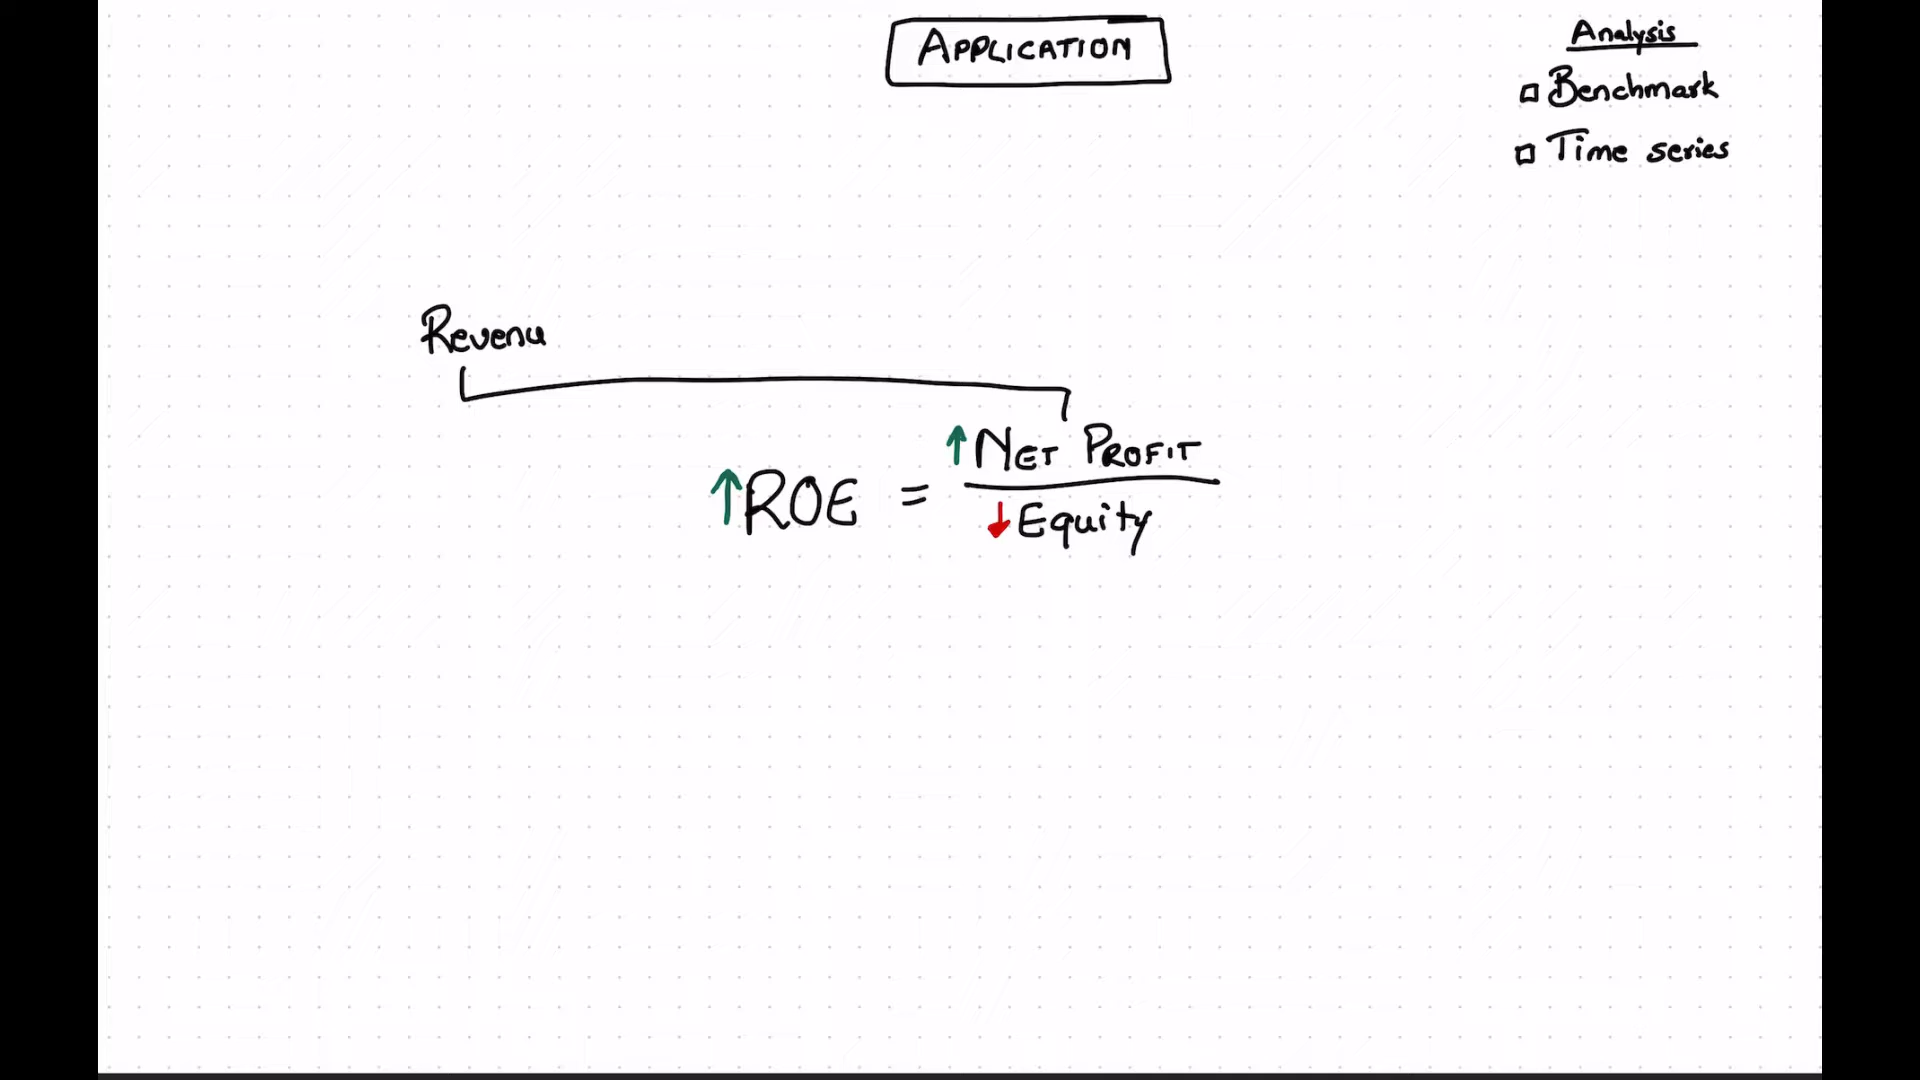 APPLICATION
Analysis
Benchmark
Time series
Revenu
↑ROE = ↑NET PROFIT
↓Equity